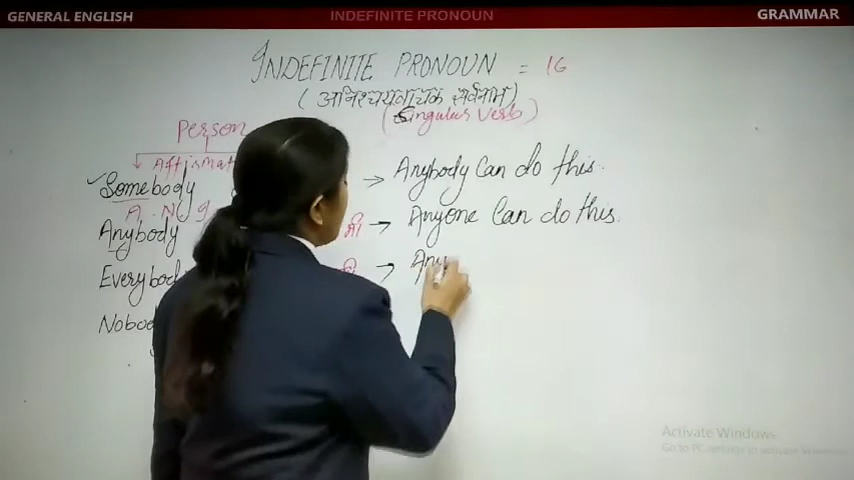 GENERAL ENGLISH
INDEFINITE PRONOUN
GRAMMAR
INDEFINITE PRONOUN = 16
(अनिश्चयवाचक सर्वनाम)
(Singular Verb)
Person
Somebody
A. N
Anybody
Everybod
Nobod
→ Anybody Can do this.
→ Anyone Can do this.
→ Any
Activate Windows
Go to PC settings to activate Windows.